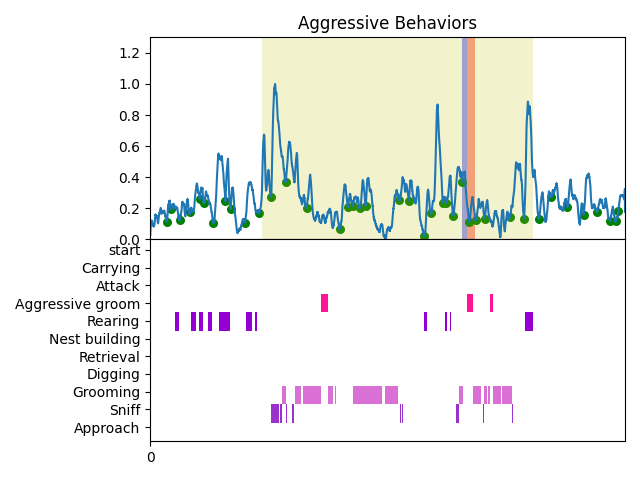 Aggressive Behaviors
1.2
1.0
0.8
0.6
0.4
0.2
0.0
start
Carrying
Attack
Aggressive groom
Rearing
Nest building
Retrieval
Digging
Grooming
Sniff
Approach
0